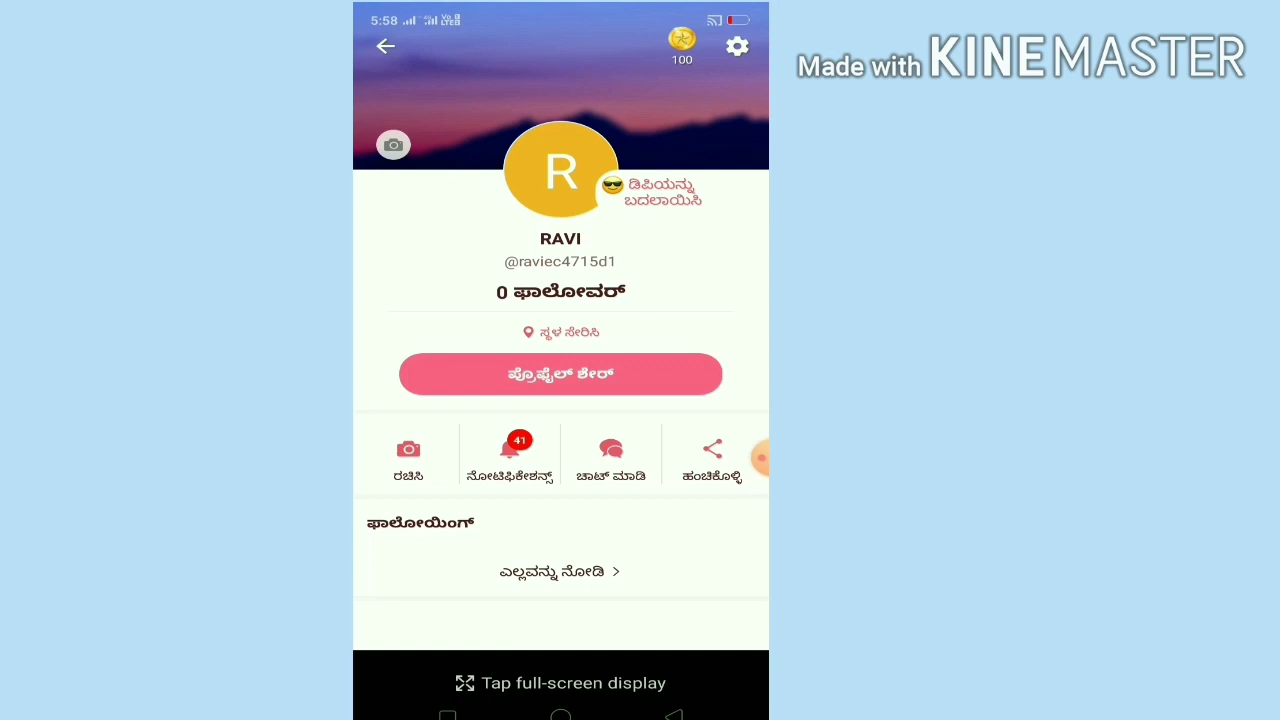 5:58
Made with KINEMASTER
100
R
😎 ಡಿಪಿಯನ್ನು
ಬದಲಾಯಿಸಿ
RAVI
@raviec4715d1
0 ಫಾಲೋವರ್
ಸ್ಥಳ ಸೇರಿಸಿ
ಪ್ರೊಫೈಲ್ ಶೇರ್
41
ರಚಿಸಿ
ನೋಟಿಫಿಕೇಶನ್ಸ್
ಚಾಟ್ ಮಾಡಿ
ಹಂಚಿಕೊಳ್ಳಿ
ಫಾಲೋಯಿಂಗ್
ಎಲ್ಲವನ್ನು ನೋಡಿ >
Tap full-screen display